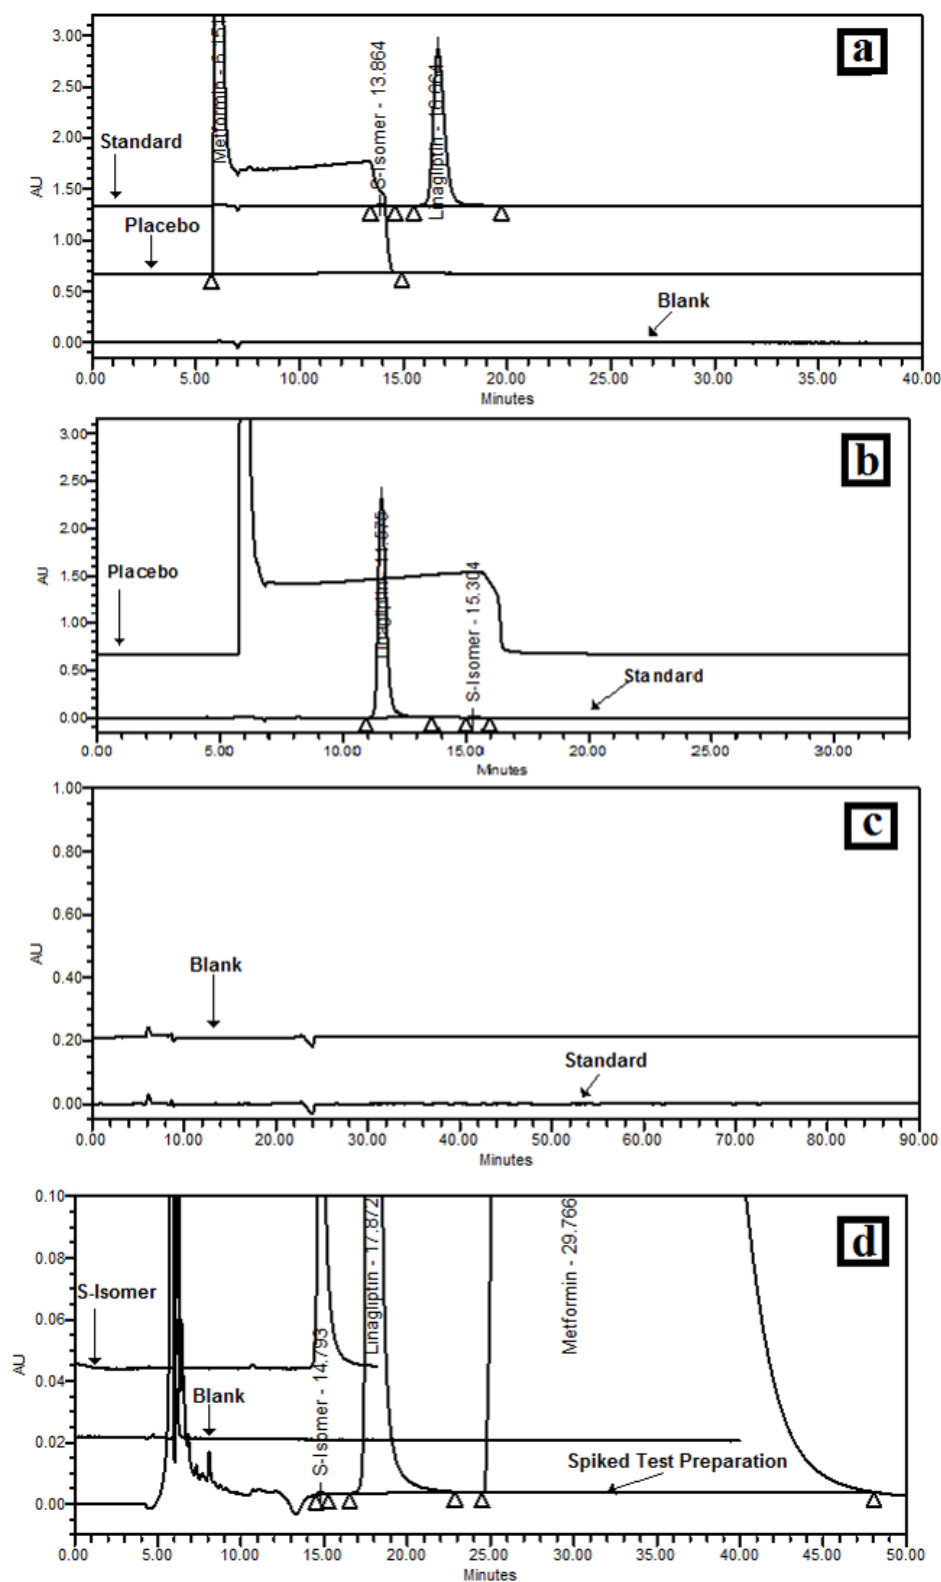 a
3.00
2.50
2.00
1.50
1.00
0.50
0.00
AU
Standard
Placebo
Blank
Metformin - 6.151
S-Isomer - 13.864
Linagliptin - 16.664
0.00 5.00 10.00 15.00 20.00 25.00 30.00 35.00 40.00
Minutes
b
3.00
2.50
2.00
1.50
1.00
0.50
0.00
AU
Placebo
Linagliptin - 11.575
S-Isomer - 15.304
Standard
0.00 5.00 10.00 15.00 20.00 25.00 30.00
Minutes
c
1.00
0.80
0.60
0.40
0.20
0.00
AU
Blank
Standard
0.00 10.00 20.00 30.00 40.00 50.00 60.00 70.00 80.00 90.00
Minutes
d
0.10
0.08
0.06
0.04
0.02
0.00
AU
S-Isomer
Blank
S-Isomer - 14.793
Linagliptin - 17.872
Metformin - 29.766
Spiked Test Preparation
0.00 5.00 10.00 15.00 20.00 25.00 30.00 35.00 40.00 45.00 50.00
Minutes